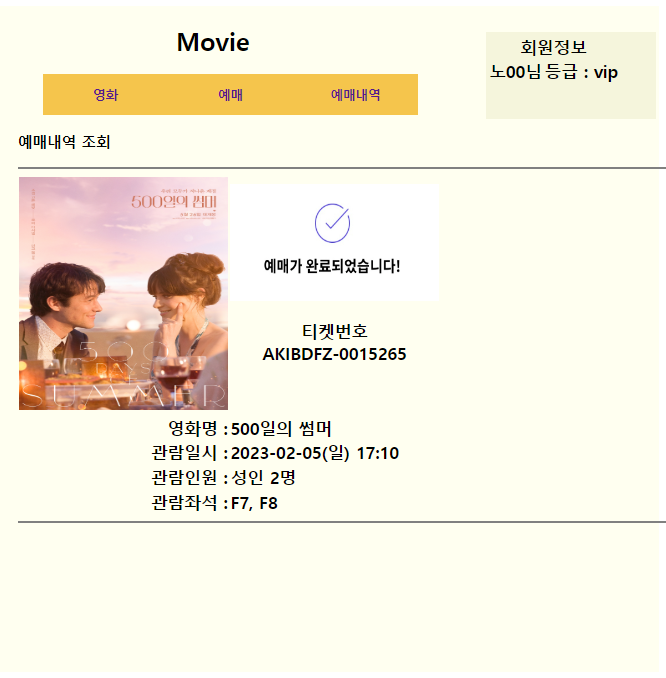 Movie
회원정보
노00님 등급 : vip
영화 예매 예매내역
예매내역 조회
500일의 썸머
500
DAYS
SUMMER
예매가 완료되었습니다!
티켓번호
AKIBDFZ-0015265
영화명 : 500일의 썸머
관람일시 : 2023-02-05(일) 17:10
관람인원 : 성인 2명
관람좌석 : F7, F8